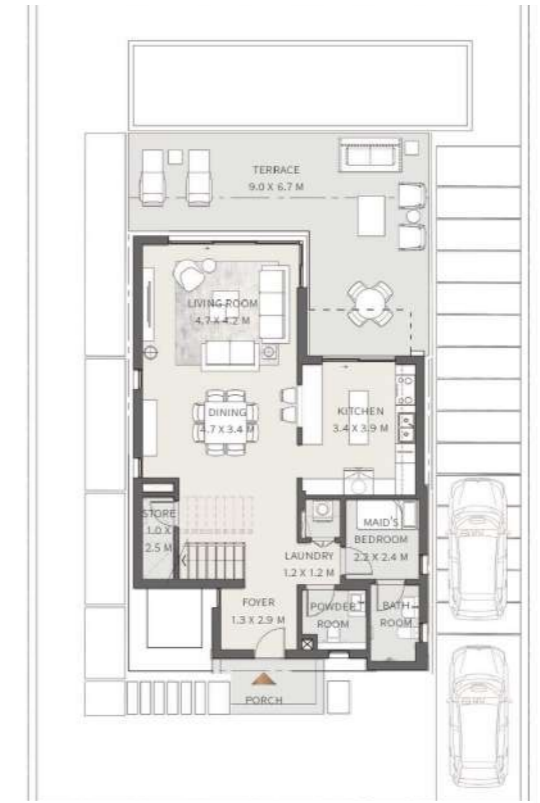 TERRACE
9.0 X 6.7 M
LIVING ROOM
4.7 X 4.2 M
DINING
4.7 X 3.4 M
KITCHEN
3.4 X 3.9 M
STORE
1.0 X
2.5 M
MAID'S
BEDROOM
2.2 X 2.4 M
LAUNDRY
1.2 X 1.2 M
FOYER
1.3 X 2.9 M
POWDER
ROOM
BATH
ROOM
PORCH